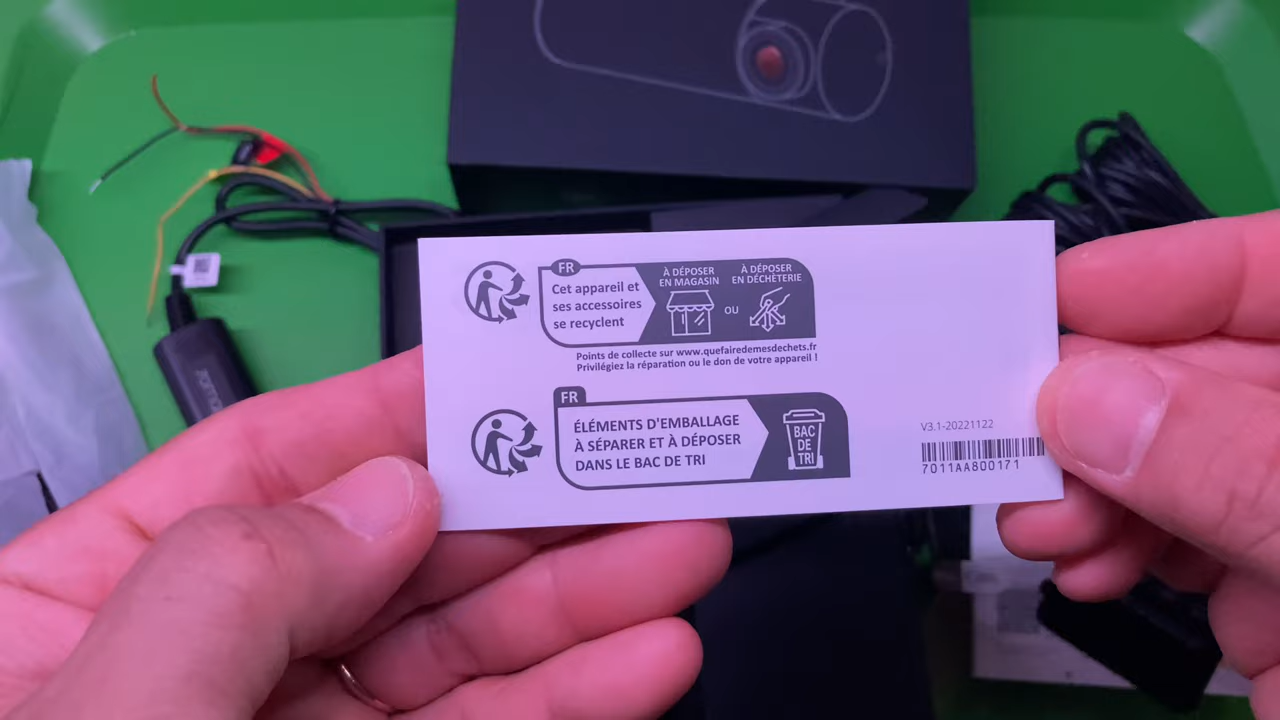 FR
Cet appareil et
ses accessoires
se recyclent
À DÉPOSER
EN MAGASIN
OU
À DÉPOSER
EN DÉCHÈTERIE
Points de collecte sur www.quefairedemesdechets.fr
Privilégiez la réparation ou le don de votre appareil !
FR
ÉLÉMENTS D'EMBALLAGE
À SÉPARER ET À DÉPOSER
DANS LE BAC DE TRI
BAC
DE
TRI
V3.1-20221122
7011AA800171
70mai